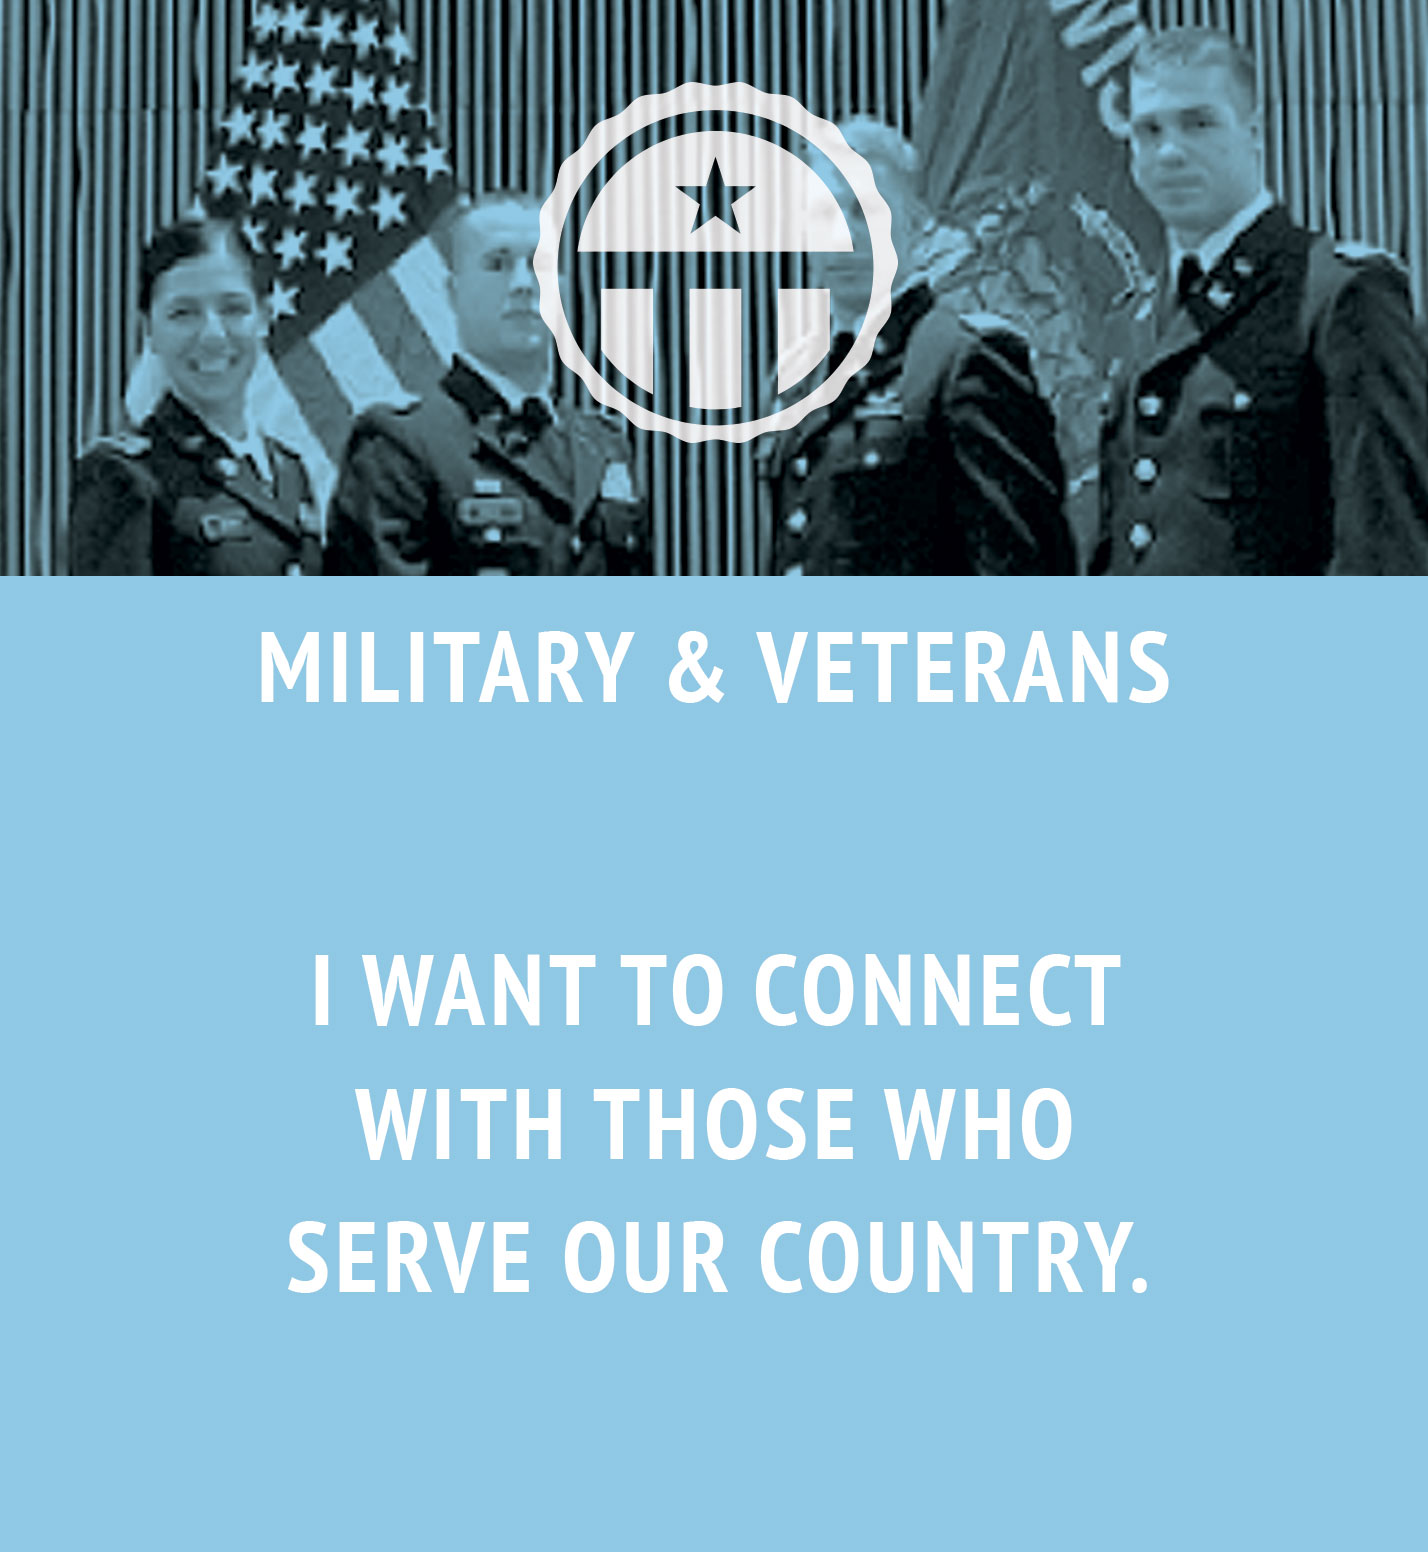 MILITARY & VETERANS
I WANT TO CONNECT
WITH THOSE WHO
SERVE OUR COUNTRY.